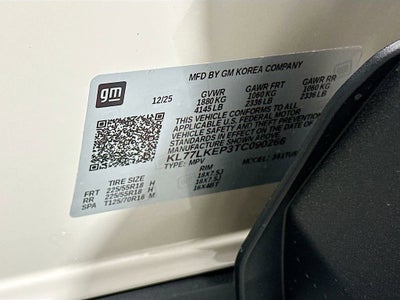 gm
MFD BY GM KOREA COMPANY
12/25
GVWR GAWR FRT GAWR RR
1880 KG 1060 KG 1060 KG
4145 LB 2336 LB 2336 LB
THIS VEHICLE CONFORMS TO ALL
APPLICABLE U.S. FEDERAL MOTOR
VEHICLE SAFETY AND THEFT PREVENTION
STANDARDS IN EFFECT ON THE DATE OF
MANUFACTURE SHOWN ABOVE.
KL77LKEP3TC090266
TYPE: MPV MODEL:
TIRE SIZE RIM
FRT 225/55R18 H 18X7.5J
RR 225/55R18 H 18X7.5J
SPA T125/70R16 M 16X4BT